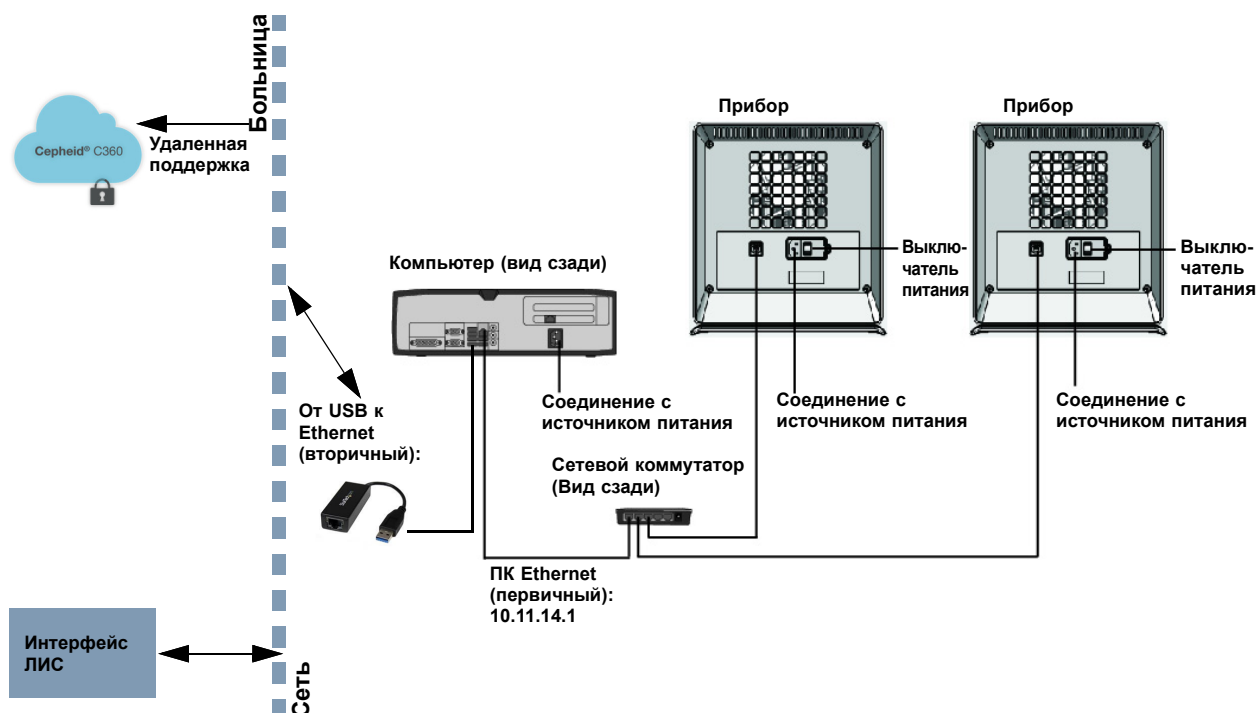 Больница
Сеть
Cepheid® C360
Удаленная
поддержка
Прибор
Прибор
Выклю-
чатель
питания
Выклю-
чатель
питания
Компьютер (вид сзади)
Соединение с
источником питания
Соединение с
источником питания
Соединение с
источником питания
От USB к
Ethernet
(вторичный):
StarTech
Сетевой коммутатор
(Вид сзади)
ПК Ethernet
(первичный):
10.11.14.1
Интерфейс
ЛИС